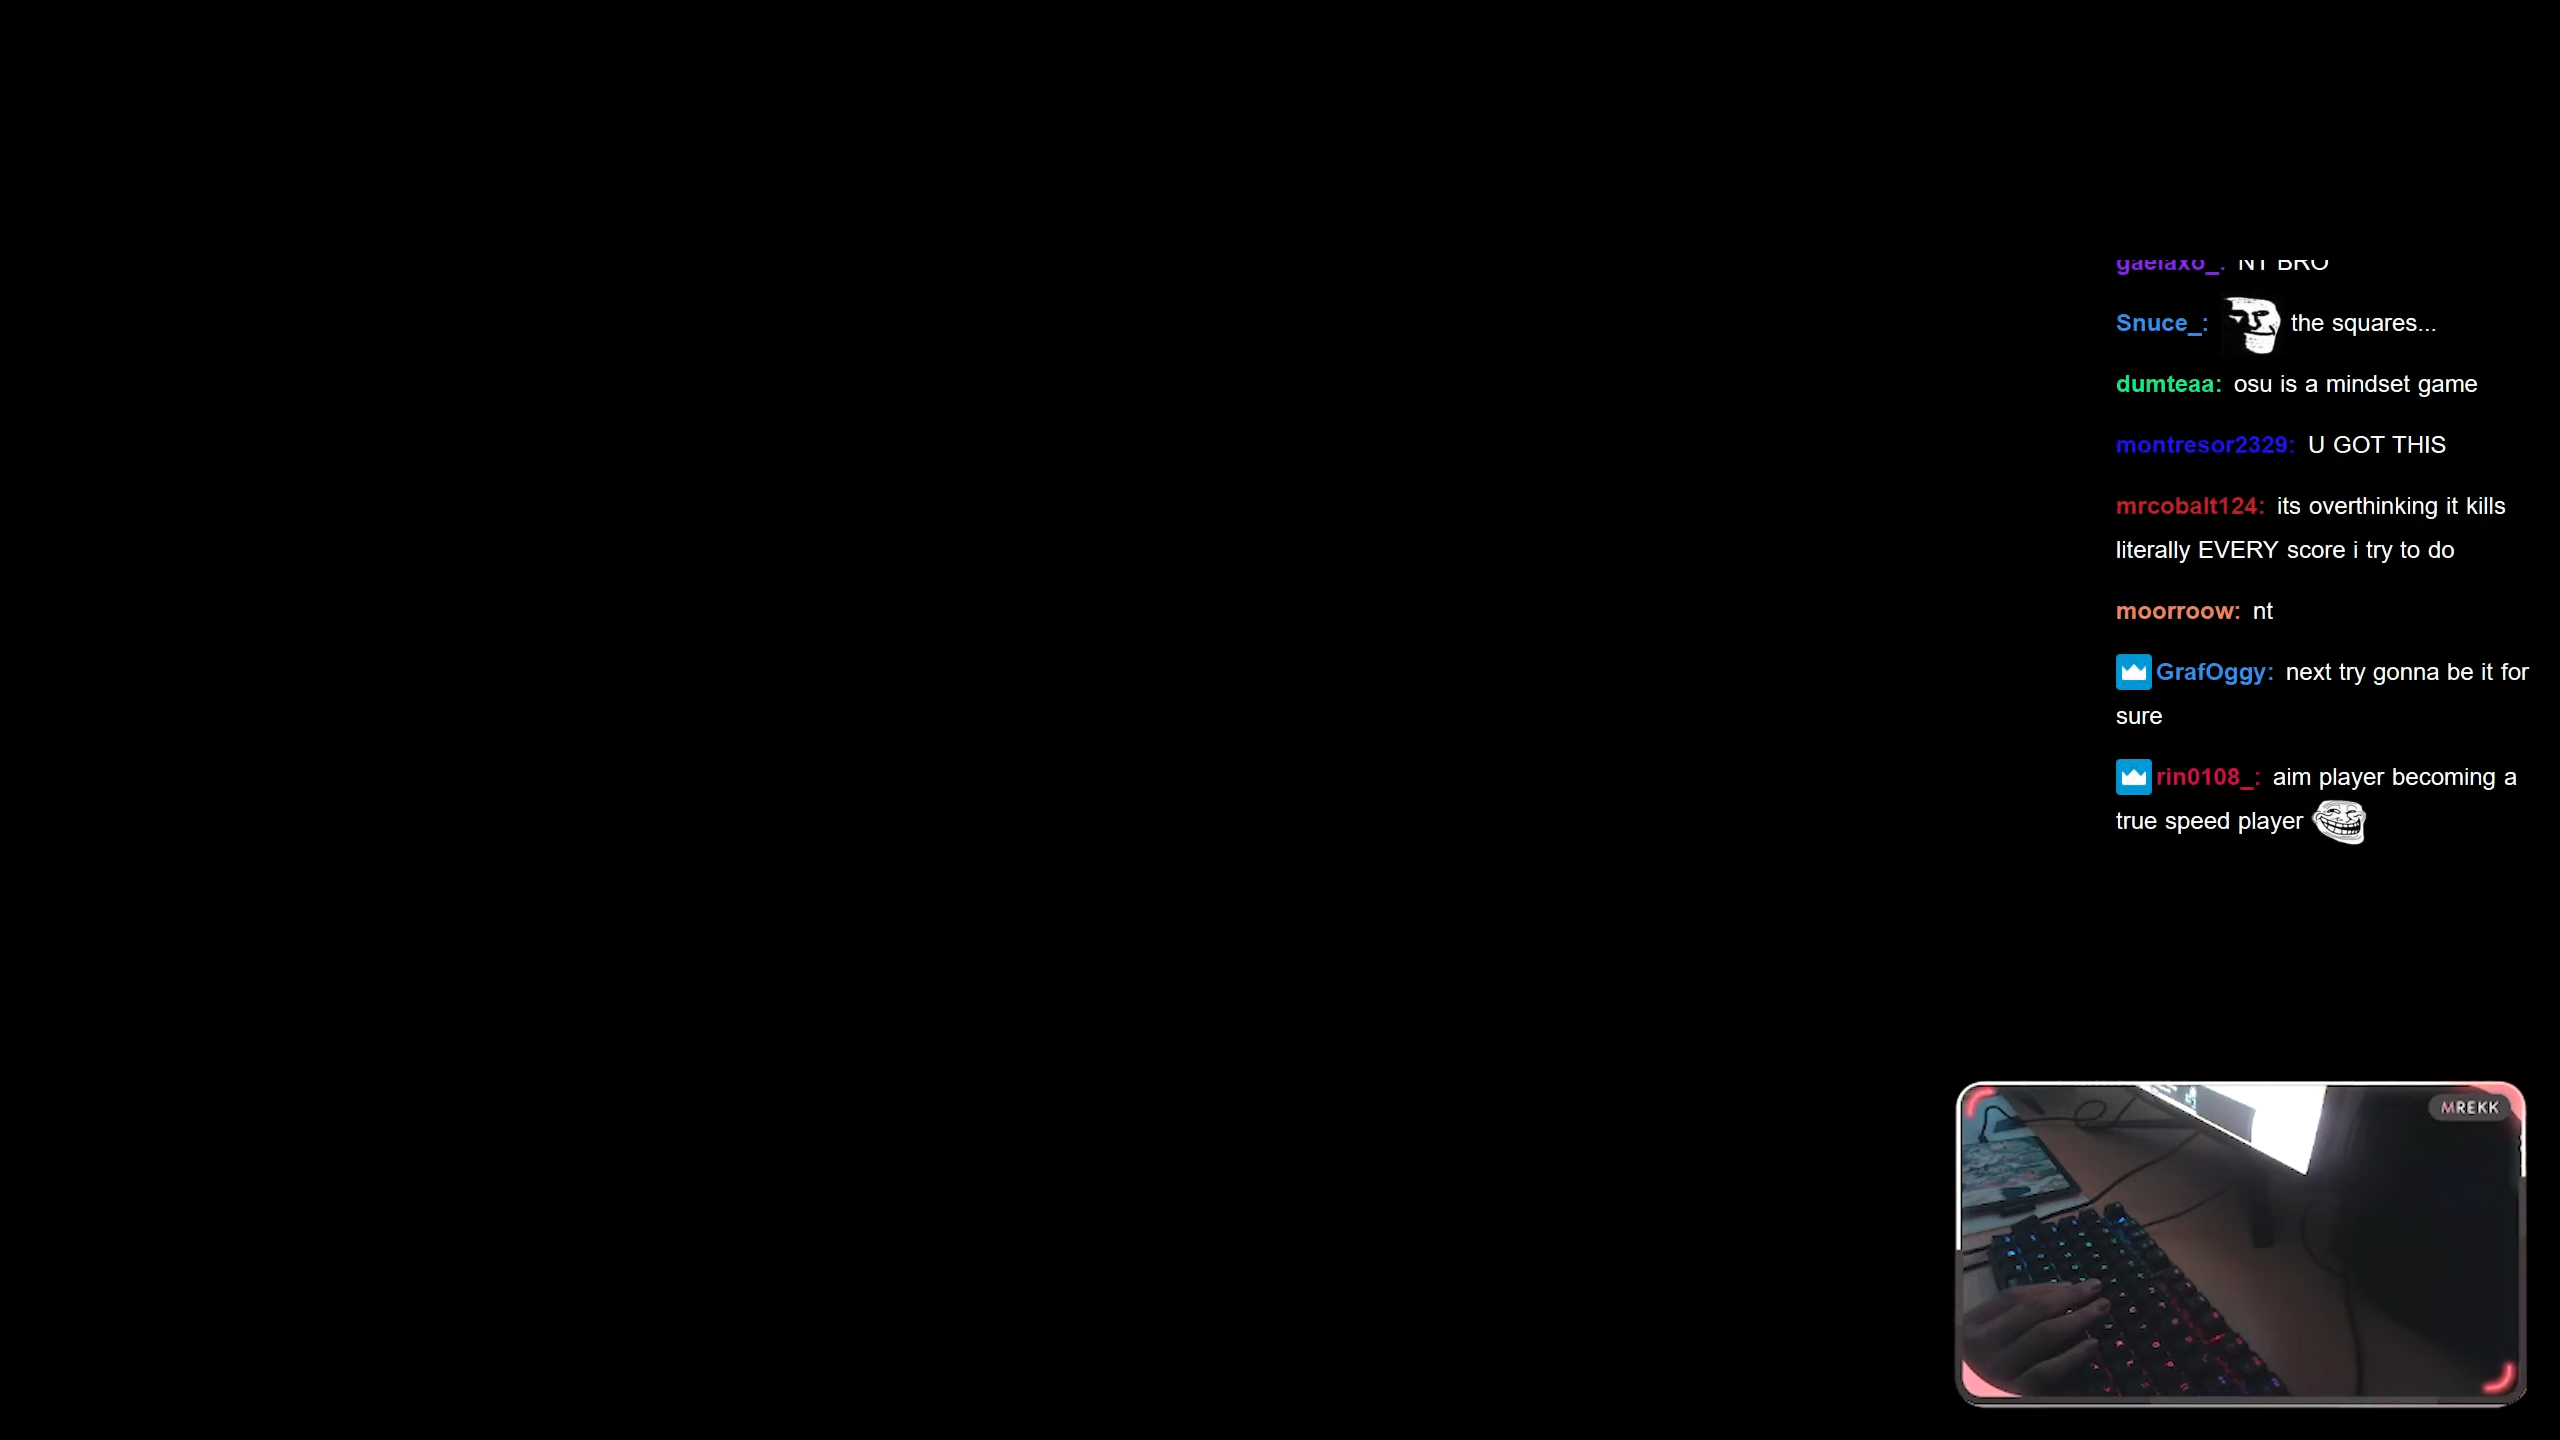 NT BRO
Snuce_: the squares...
dumteaa: osu is a mindset game
montresor2329: U GOT THIS
mrcobalt124: its overthinking it kills
literally EVERY score i try to do
moorroow: nt
GrafOggy: next try gonna be it for
sure
rin0108_: aim player becoming a
true speed player
MREKK